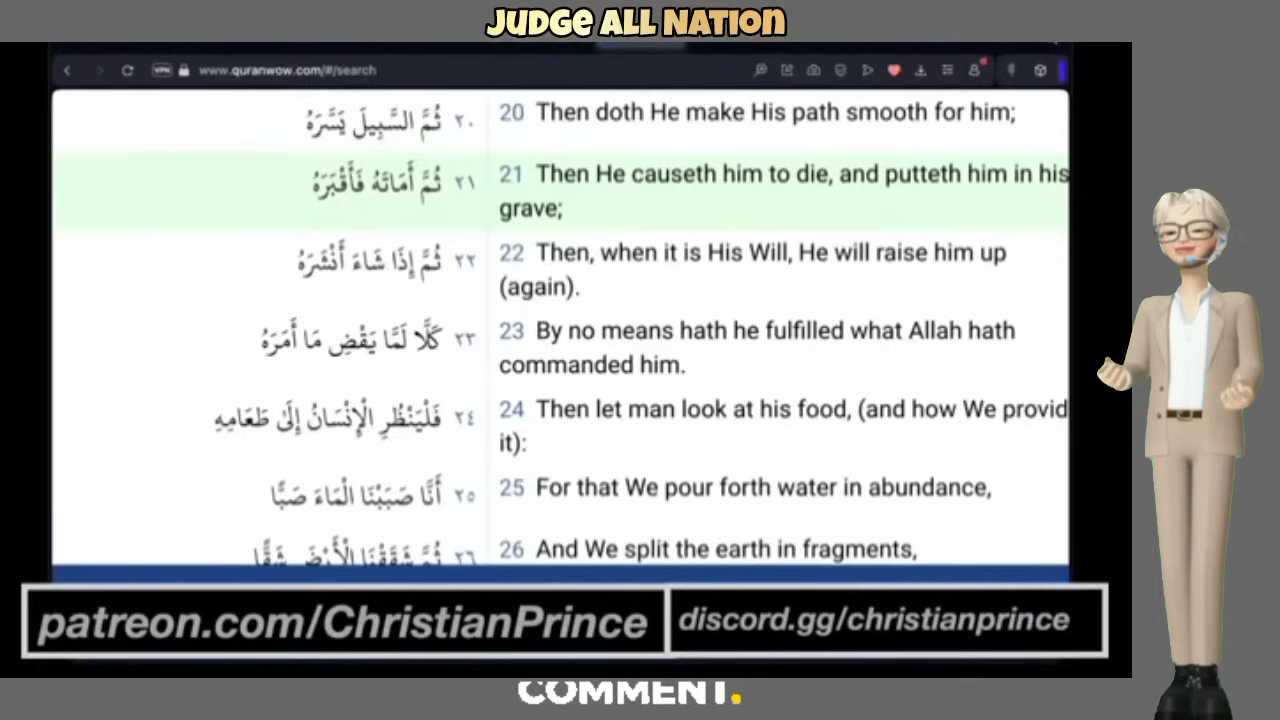 JUDGE ALL NATION
www.quranwow.com/#/search
٢٠ ثُمَّ السَّبِيلَ يَسَّرَهُ
20 Then doth He make His path smooth for him;
٢١ ثُمَّ أَمَاتَهُ فَأَقْبَرَهُ
21 Then He causeth him to die, and putteth him in his
grave;
٢٢ ثُمَّ إِذَا شَاءَ أَنْشَرَهُ
22 Then, when it is His Will, He will raise him up
(again).
٢٣ كَلَّا لَمَّا يَقْضِ مَا أَمَرَهُ
23 By no means hath he fulfilled what Allah hath
commanded him.
٢٤ فَلْيَنْظُرِ الْإِنْسَانُ إِلَىٰ طَعَامِهِ
24 Then let man look at his food, (and how We provid
it):
٢٥ أَنَّا صَبَبْنَا الْمَاءَ صَبًّا
25 For that We pour forth water in abundance,
٢٦ ثُمَّ شَقَقْنَا الْأَرْضَ شَقًّا
26 And We split the earth in fragments,
patreon.com/ChristianPrince
discord.gg/christianprince
COMMENT.